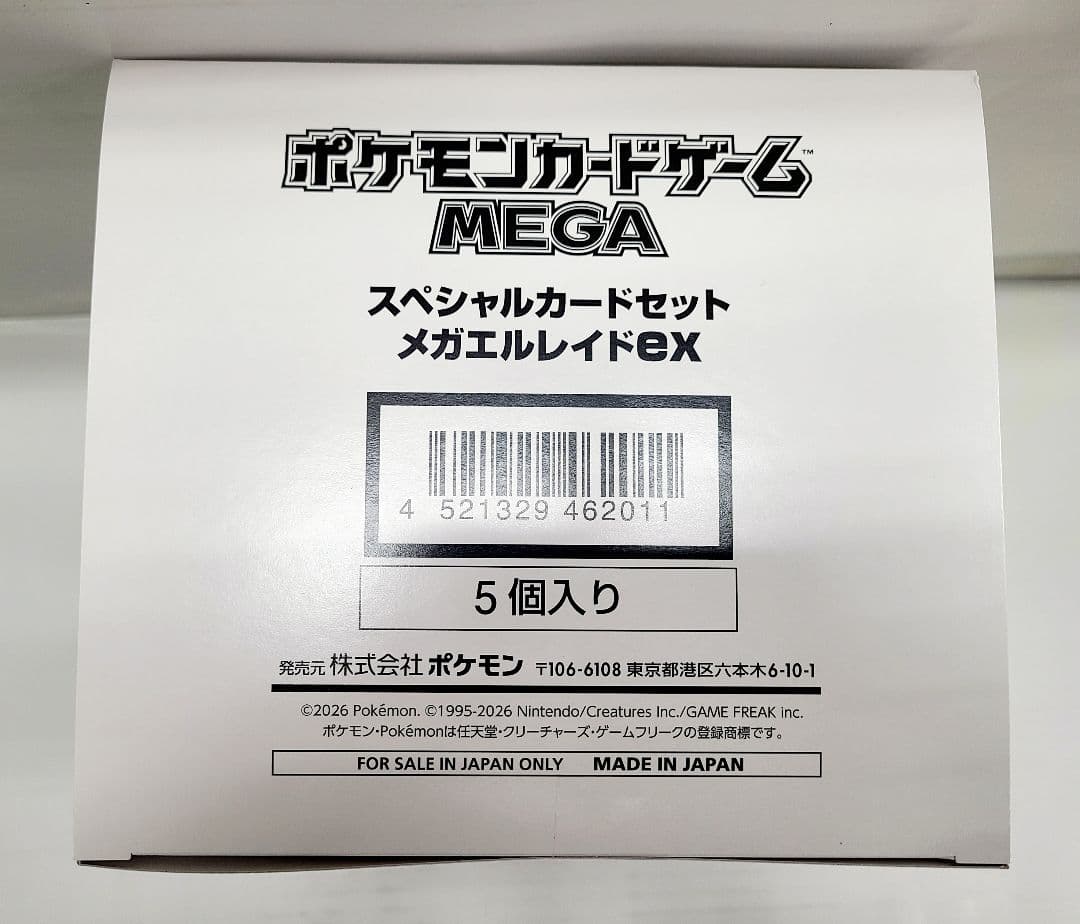 ポケモンカードゲーム™
MEGA
スペシャルカードセット
メガエルレイドex
4 521329 462011
5個入り
発売元 株式会社ポケモン 〒106-6108 東京都港区六本木6-10-1
©2026 Pokémon. ©1995-2026 Nintendo/Creatures Inc./GAME FREAK inc.
ポケモン・Pokémonは任天堂・クリーチャーズ・ゲームフリークの登録商標です。
FOR SALE IN JAPAN ONLY MADE IN JAPAN